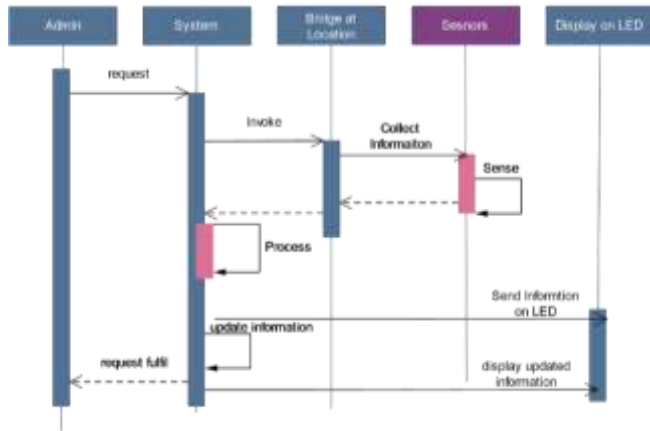 Admin
System
Bridge at
Location
Sesnors
Display on LED
request
Invoke
Collect
Informaiton
Sense
Process
Send Informtion
on LED
update information
request fulfil
display updated
information